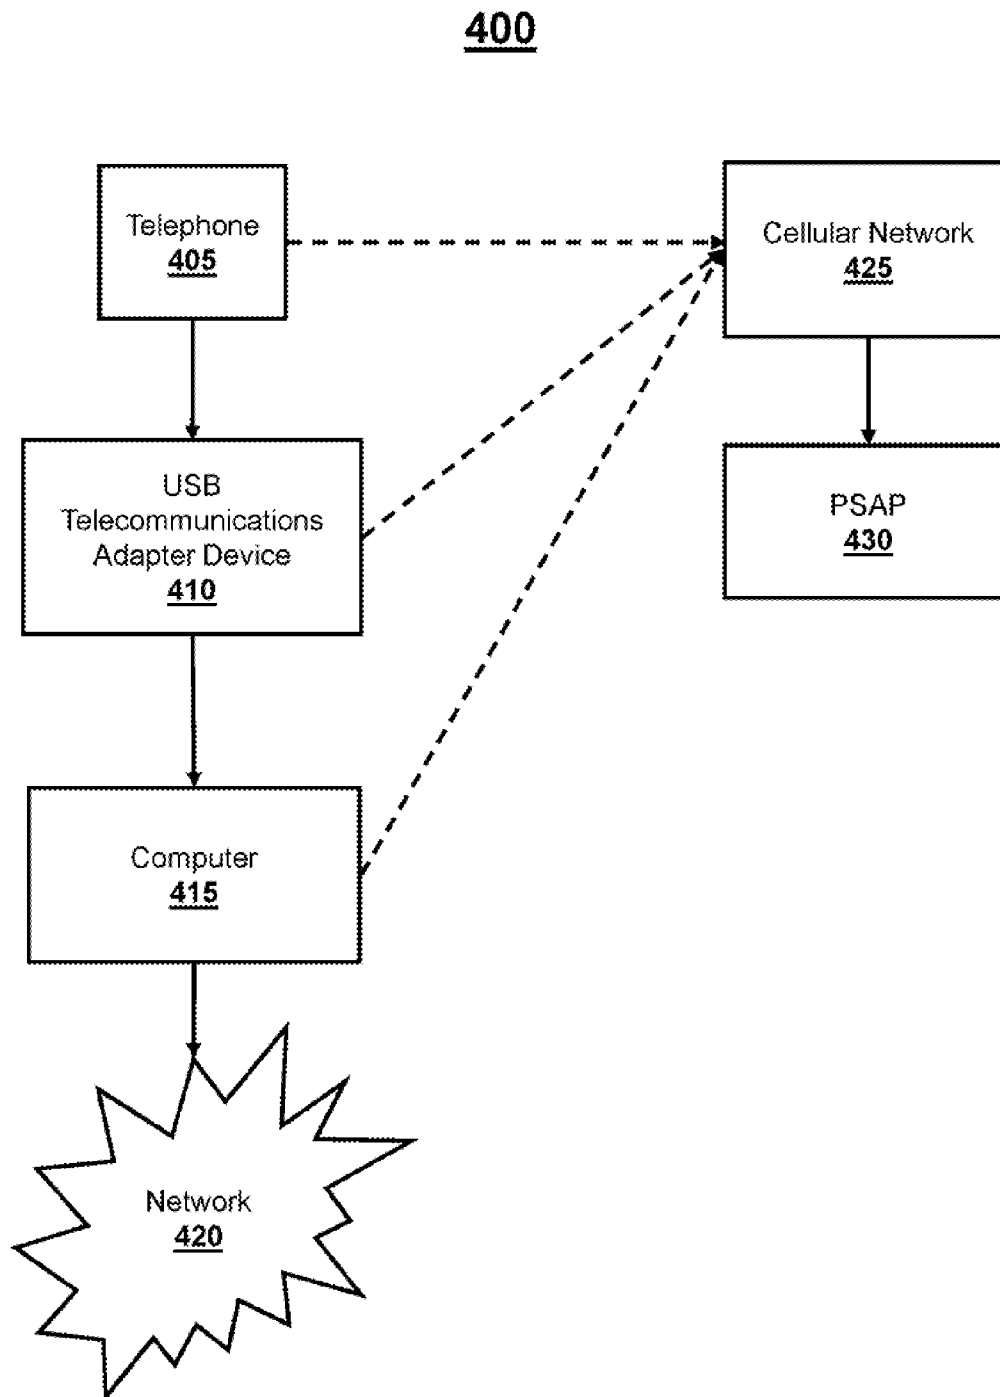 400
Telephone
405
Cellular Network
425
USB
Telecommunications
Adapter Device
410
PSAP
430
Computer
415
Network
420